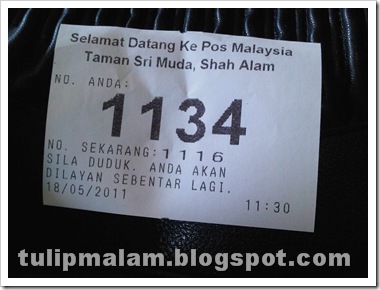 Selamat Datang Ke Pos Malaysia
Taman Sri Muda, Shah Alam
NO. ANDA:
1134
NO. SEKARANG:1116
SILA DUDUK. ANDA AKAN
DILAYAN SEBENTAR LAGI.
18/05/2011 11:30
tulipmalam.blogspot.com